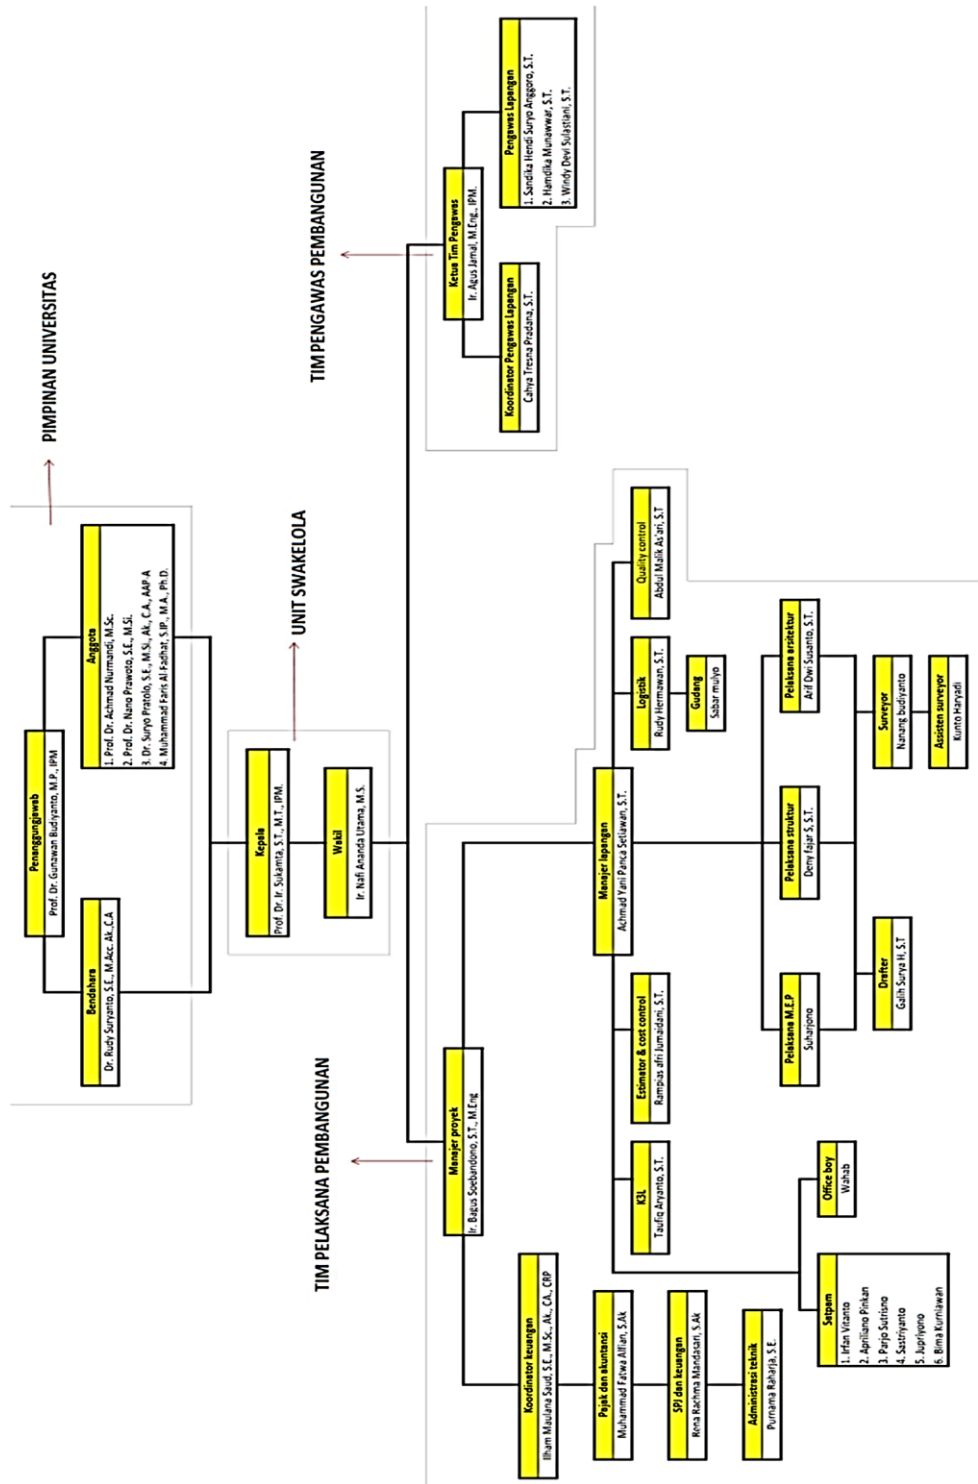 PIMPINAN UNIVERSITAS
Penanggungjawab
Prof. Dr. Gunawan Budiyanto, M.P., IPM
Bendahara
Dr. Rudy Suryanto, S.E., M.Acc. Ak.,C.A
Anggota
1. Prof. Dr. Achmad Nurmandi, M.Sc.
2. Prof. Dr. Nano Prawoto, S.E., M.Si.
3. Dr. Suryo Pratolo, S.E., M.Si, Ak., C.A., AAP-A
4. Muhammad Faris Al-Fadhat, S.IP., M.A., Ph.D.
UNIT SWAKELOLA
Kepala
Prof. Dr. Ir. Sukamta, S.T., M.T., IPM.
Wakil
Ir. Nafi Ananda Utama, M.S.
TIM PELAKSANA PEMBANGUNAN
TIM PENGAWAS PEMBANGUNAN
Manajer proyek
Ir. Bagus Soebandono, S.T., M.Eng
Ketua Tim Pengawas
Ir. Agus Jamal, M.Eng., IPM.
Koordinator Pengawas Lapangan
Cahya Tresna Pradana, S.T.
Pengawas Lapangan
1. Sandika Hendi Suryo Anggoro, S.T.
2. Hamdika Munawwar, S.T.
3. Windy Devi Sulastiani, S.T.
Koordinator keuangan
Ilham Maulana Saud, S.E., M.Sc., Ak., CA., CRP
Pajak dan akuntansi
Muhammad Fatwa Alfian, S.Ak
SPJ dan keuangan
Rena Rachma Mandasari, S.Ak
Administrasi teknik
Purnama Raharja, S.E.
Manajer lapangan
Achmad Yani Panca Setiawan, S.T.
K3L
Taufiq Aryanto, S.T.
Estimator & cost control
Rampias afri Jumaidani, S.T.
Logistik
Rudy Hermawan, S.T.
Quality control
Abdul Malik As'ari, S.T
Gudang
Sabar mulyo
Pelaksana M.E.P
Suharjono
Pelaksana struktur
Deny fajar S, S.T.
Pelaksana arsitektur
Arif Dwi Susanto, S.T.
Satpam
1. Irfan Vitanto
2. Apriliano Pinkan
3. Parjo Sutrisno
4. Sastriyanto
5. Jupriyono
6. Bima Kurniawan
Office boy
Wahab
Drafter
Galih Surya H, S.T
Surveyor
Nanang budiyanto
Assisten surveyor
Kunto Haryadi